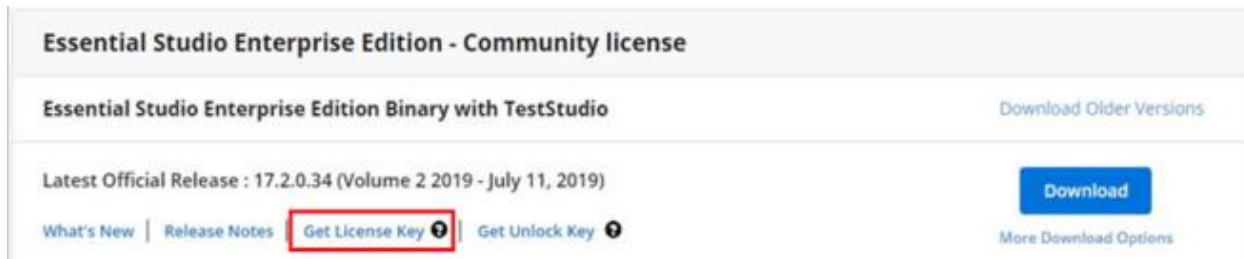 Essential Studio Enterprise Edition - Community license
Essential Studio Enterprise Edition Binary with TestStudio
Download Older Versions
Latest Official Release : 17.2.0.34 (Volume 2 2019 - July 11, 2019)
Download
What's New | Release Notes | Get License Key ? | Get Unlock Key ?
More Download Options